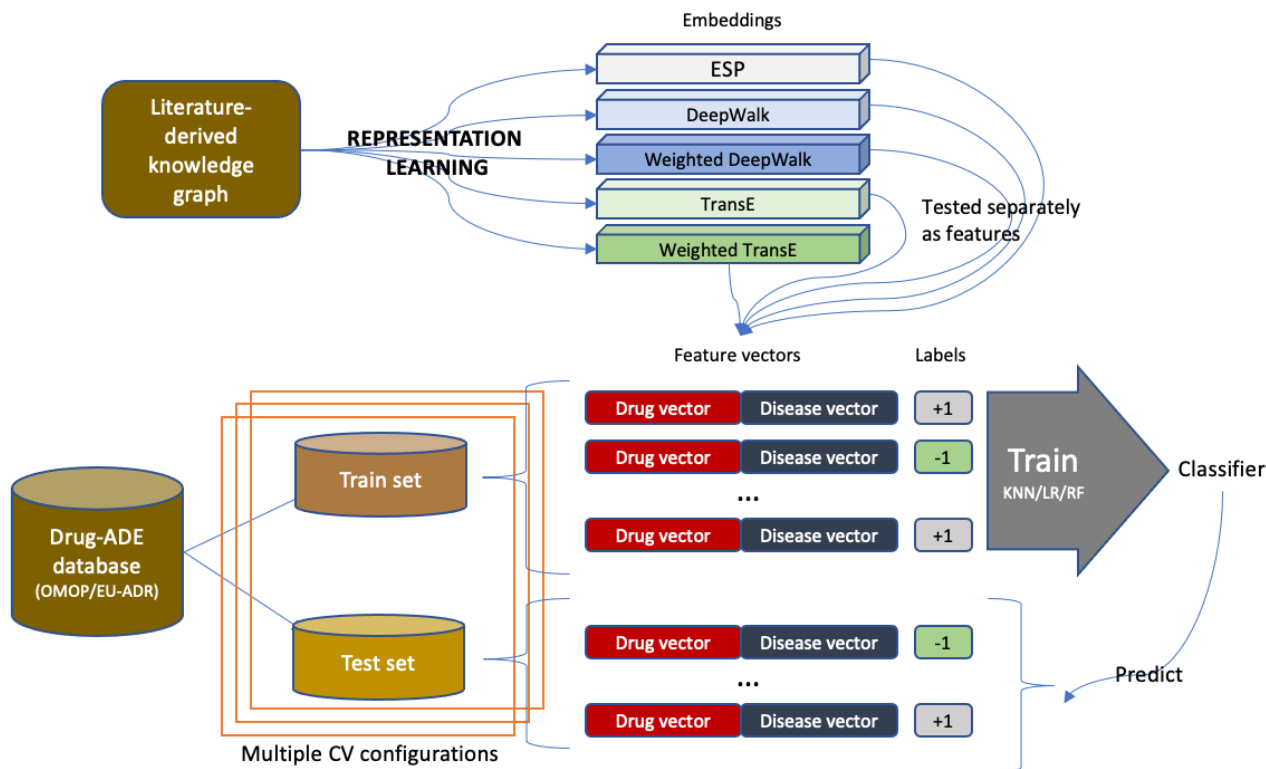 Embeddings
ESP
DeepWalk
Weighted DeepWalk
TransE
Weighted TransE
Literature-
derived
knowledge
graph
REPRESENTATION
LEARNING
Tested separately
as features
Feature vectors
Labels
Drug vector
Disease vector
+1
Drug vector
Disease vector
-1
...
Drug vector
Disease vector
+1
Train
KNN/LR/RF
Classifier
Train set
Drug-ADE
database
(OMOP/EU-ADR)
Test set
Drug vector
Disease vector
-1
...
Drug vector
Disease vector
+1
Predict
Multiple CV configurations